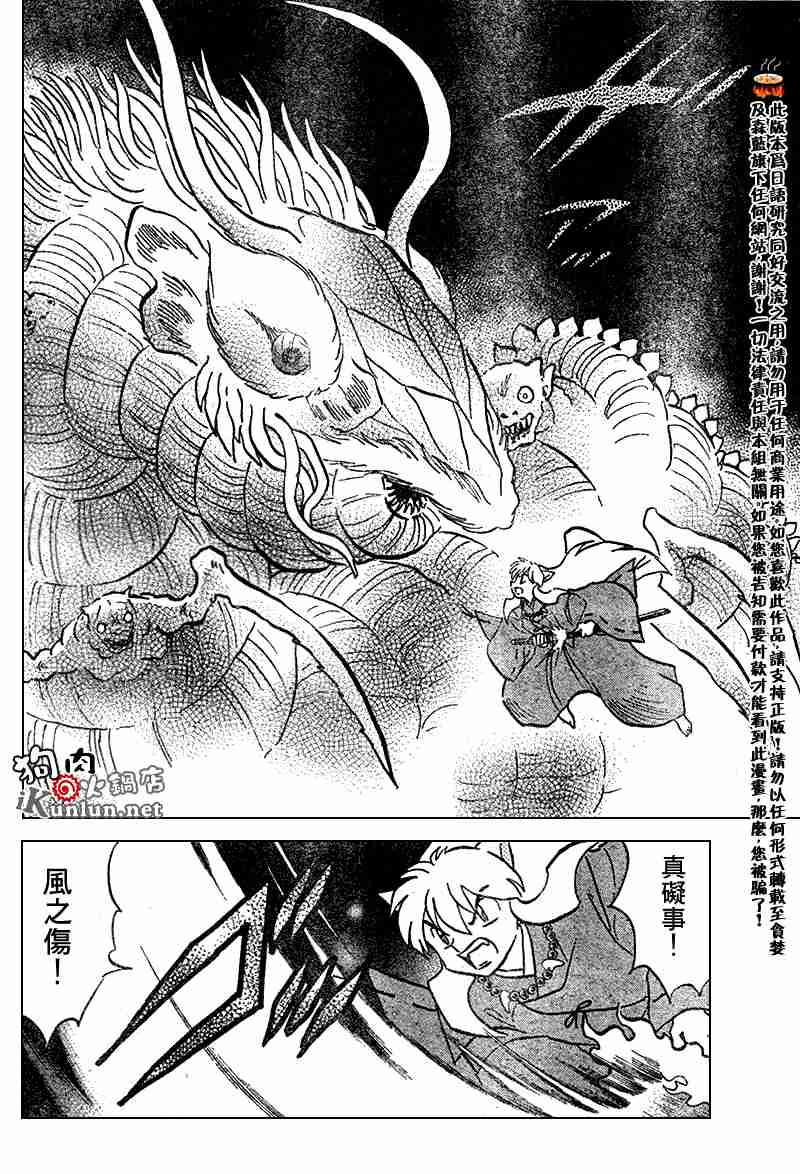 此版本爲日語研究同好交流之用，請勿用于任何商業用途，如您喜歡此作品，請支持正版！請勿以任何形式轉載至貪婪
及森藍旗下任何網站，謝謝！一切法律責任與本組無關。如果您被告知需要付款才能看到此漫畫，那麼，您被騙了！
狗肉
火鍋店
iKunlun.net
真礙事！
風之傷！